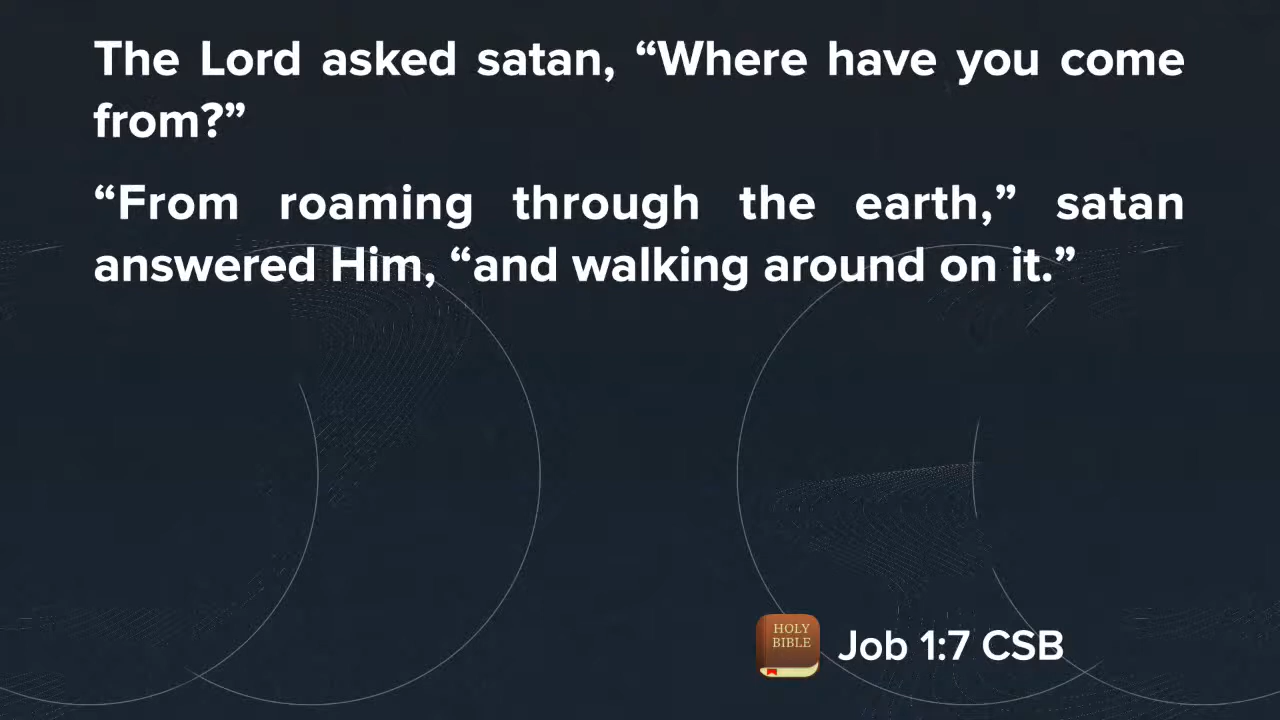 The Lord asked satan, “Where have you come
from?”
“From roaming through the earth,” satan
answered Him, “and walking around on it.”
HOLY
BIBLE
Job 1:7 CSB